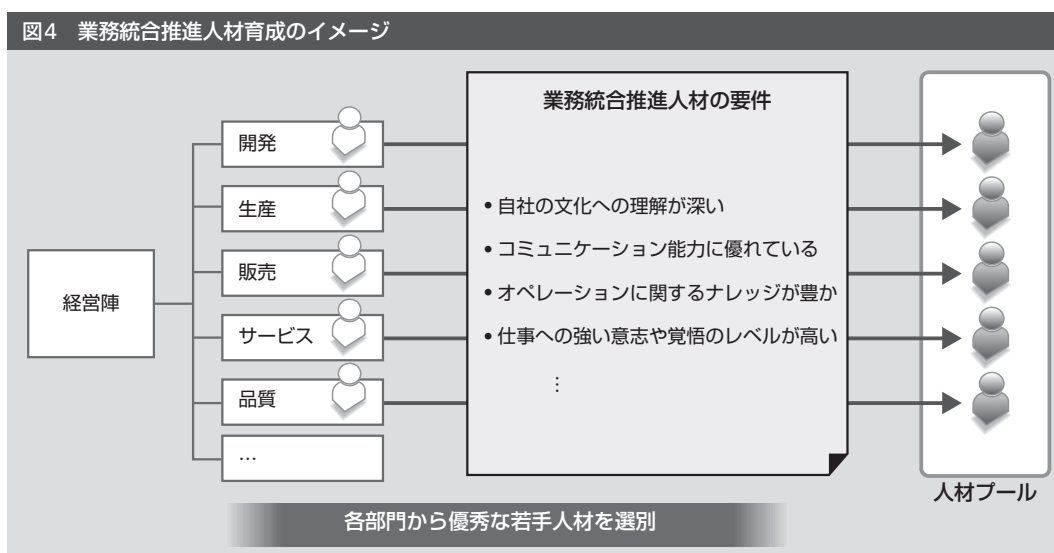 図4　業務統合推進人材育成のイメージ
経営陣
開発
生産
販売
サービス
品質
…
業務統合推進人材の要件
•自社の文化への理解が深い
•コミュニケーション能力に優れている
•オペレーションに関するナレッジが豊か
•仕事への強い意志や覚悟のレベルが高い
⋮
人材プール
各部門から優秀な若手人材を選別